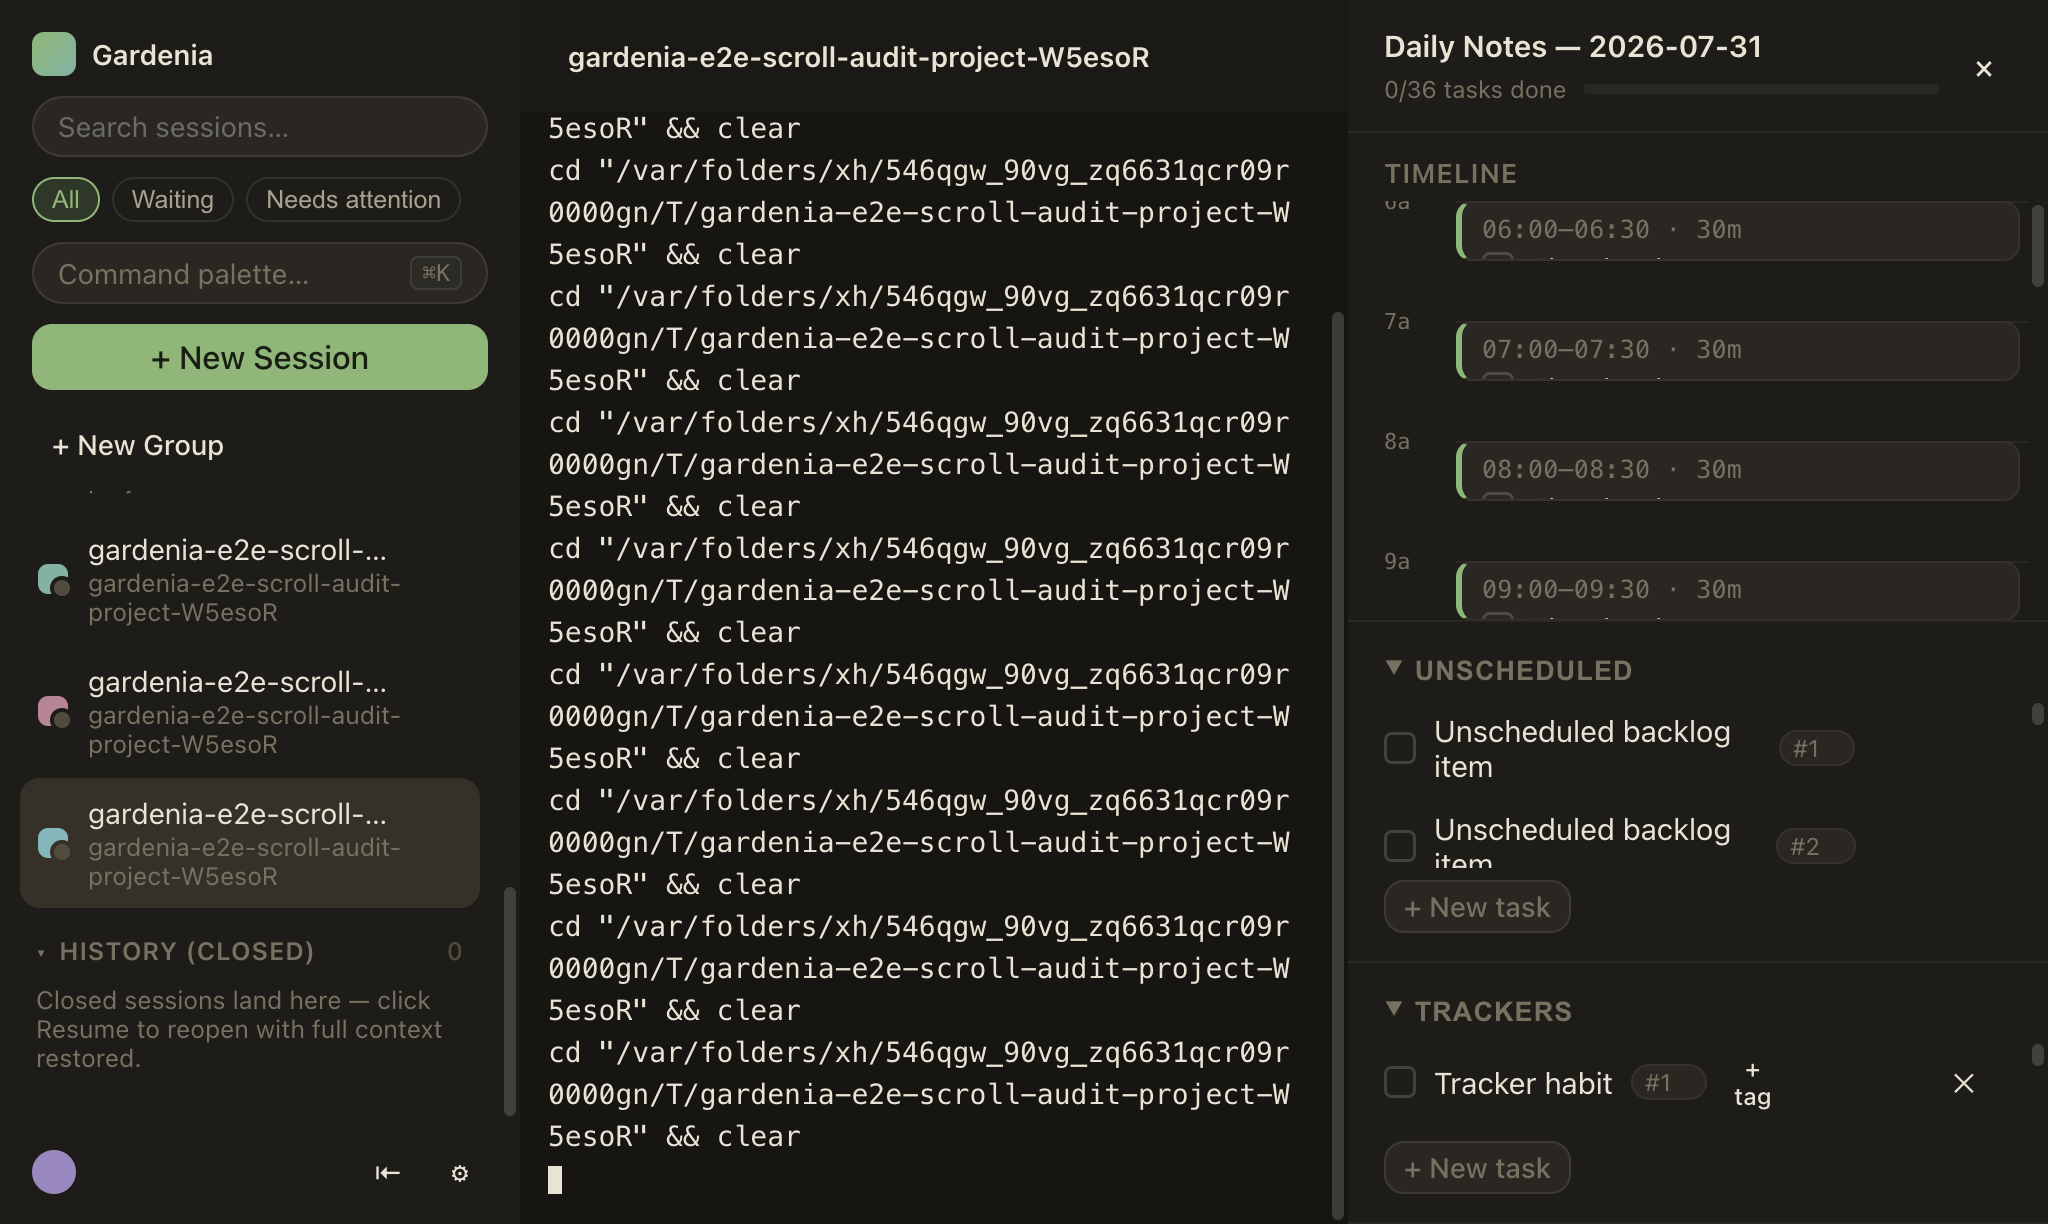 Gardenia
Search sessions...
All
Waiting
Needs attention
Command palette...
⌘K
+ New Session
+ New Group
gardenia-e2e-scroll-...
gardenia-e2e-scroll-audit-
project-W5esoR
gardenia-e2e-scroll-...
gardenia-e2e-scroll-audit-
project-W5esoR
gardenia-e2e-scroll-...
gardenia-e2e-scroll-audit-
project-W5esoR
▾ HISTORY (CLOSED) 0
Closed sessions land here — click
Resume to reopen with full context
restored.
gardenia-e2e-scroll-audit-project-W5esoR
5esoR" && clear
cd "/var/folders/xh/546qgw_90vg_zq6631qcr09r
0000gn/T/gardenia-e2e-scroll-audit-project-W
5esoR" && clear
cd "/var/folders/xh/546qgw_90vg_zq6631qcr09r
0000gn/T/gardenia-e2e-scroll-audit-project-W
5esoR" && clear
cd "/var/folders/xh/546qgw_90vg_zq6631qcr09r
0000gn/T/gardenia-e2e-scroll-audit-project-W
5esoR" && clear
cd "/var/folders/xh/546qgw_90vg_zq6631qcr09r
0000gn/T/gardenia-e2e-scroll-audit-project-W
5esoR" && clear
cd "/var/folders/xh/546qgw_90vg_zq6631qcr09r
0000gn/T/gardenia-e2e-scroll-audit-project-W
5esoR" && clear
cd "/var/folders/xh/546qgw_90vg_zq6631qcr09r
0000gn/T/gardenia-e2e-scroll-audit-project-W
5esoR" && clear
cd "/var/folders/xh/546qgw_90vg_zq6631qcr09r
0000gn/T/gardenia-e2e-scroll-audit-project-W
5esoR" && clear
cd "/var/folders/xh/546qgw_90vg_zq6631qcr09r
0000gn/T/gardenia-e2e-scroll-audit-project-W
5esoR" && clear
Daily Notes — 2026-07-31
0/36 tasks done
×
TIMELINE
6a
06:00–06:30 · 30m
7a
07:00–07:30 · 30m
8a
08:00–08:30 · 30m
9a
09:00–09:30 · 30m
▼ UNSCHEDULED
Unscheduled backlog
item
#1
Unscheduled backlog
item
#2
+ New task
▼ TRACKERS
Tracker habit
#1
+
tag
×
+ New task